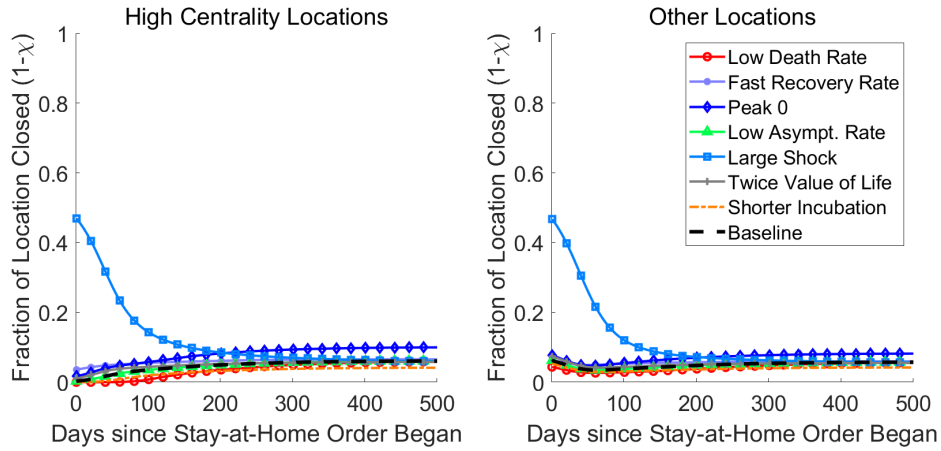 High Centrality Locations
Fraction of Location Closed (1-χ)
1
0.8
0.6
0.4
0.2
0
0 100 200 300 400 500
Days since Stay-at-Home Order Began
Other Locations
Fraction of Location Closed (1-χ)
1
0.8
0.6
0.4
0.2
0
0 100 200 300 400 500
Days since Stay-at-Home Order Began
Low Death Rate
Fast Recovery Rate
Peak 0
Low Asympt. Rate
Large Shock
Twice Value of Life
Shorter Incubation
Baseline